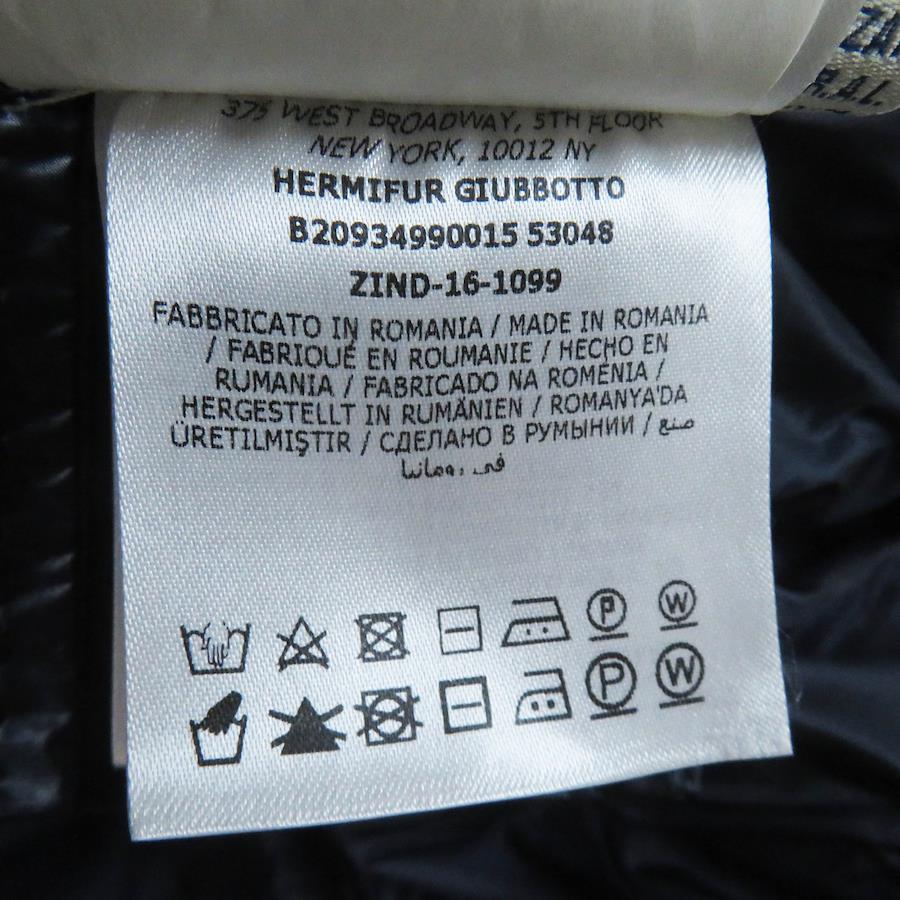 375 WEST BROADWAY, 5TH FLOOR
NEW YORK, 10012 NY
HERMIFUR GIUBBOTTO
B20934990015 53048
ZIND-16-1099
FABBRICATO IN ROMANIA / MADE IN ROMANIA
/ FABRIQUÉ EN ROUMANIE / HECHO EN
RUMANIA / FABRICADO NA ROMÉNIA /
HERGESTELLT IN RUMÄNIEN / ROMANYA'DA
ÜRETILMIŞTIR / СДЕЛАНО В РУМЫНИИ / صنع
في رومانيا
P W
P W